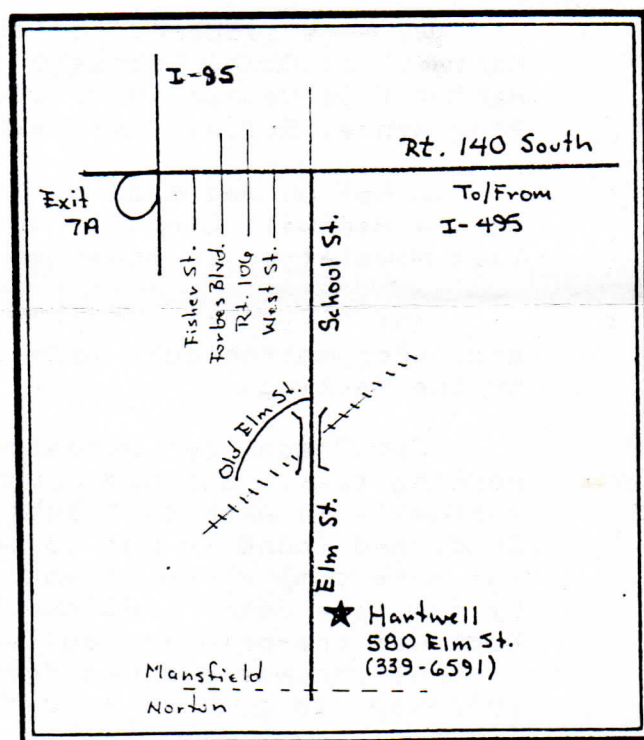 I-95
Rt. 140 South
Exit
7A
To/From
I-495
Fisher St.
Forbes Blvd.
Rt. 106
West St.
School St.
Old Elm St.
Elm St.
Hartwell
580 Elm St.
(339-6591)
Mansfield
Norton